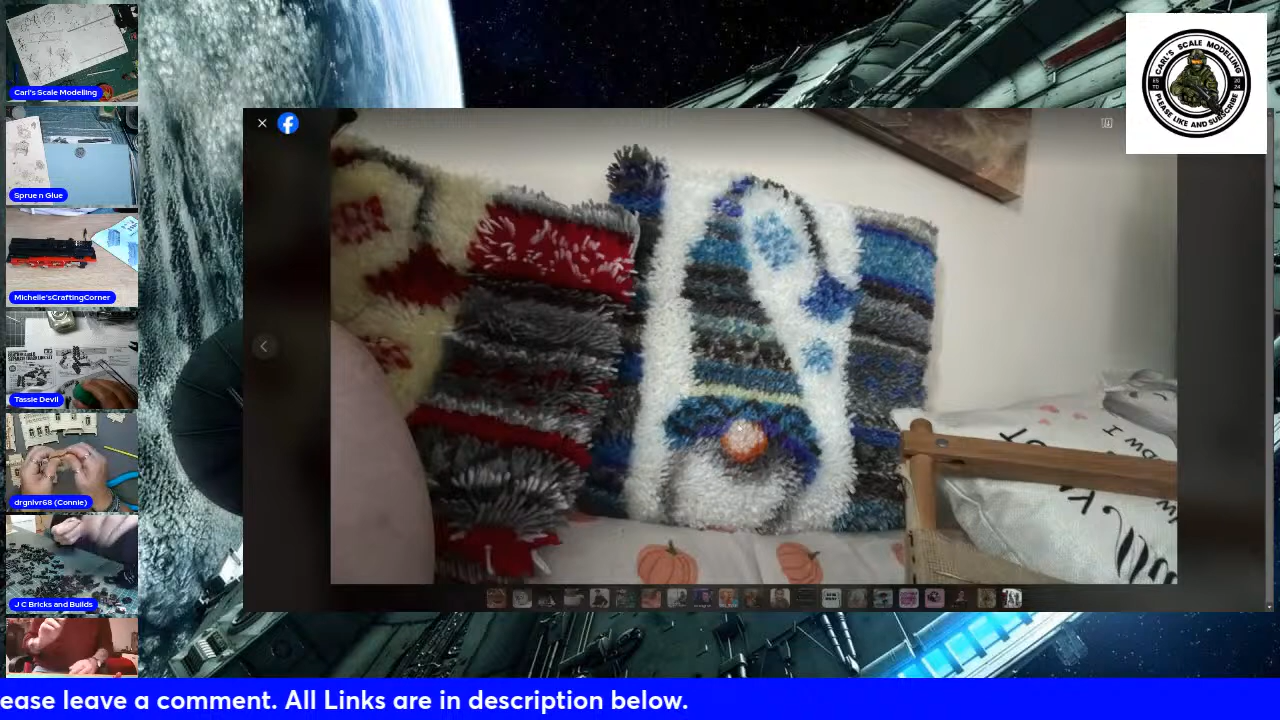 Carl's Scale Modelling
Sprue n Glue
Michelle'sCraftingCorner
Tassie Devil
drgnlvr68 (Connie)
J C Bricks and Builds
CARL'S SCALE MODELLING
PLEASE LIKE AND SUBSCRIBE
ease leave a comment. All Links are in description below.